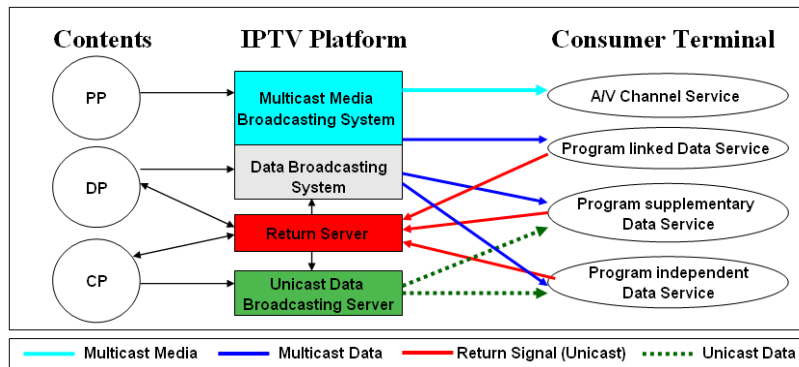 Contents
IPTV Platform
Consumer Terminal
PP
DP
CP
Multicast Media
Broadcasting System
Data Broadcasting
System
Return Server
Unicast Data
Broadcasting Server
A/V Channel Service
Program linked Data Service
Program supplementary
Data Service
Program independent
Data Service
Multicast Media
Multicast Data
Return Signal (Unicast)
Unicast Data